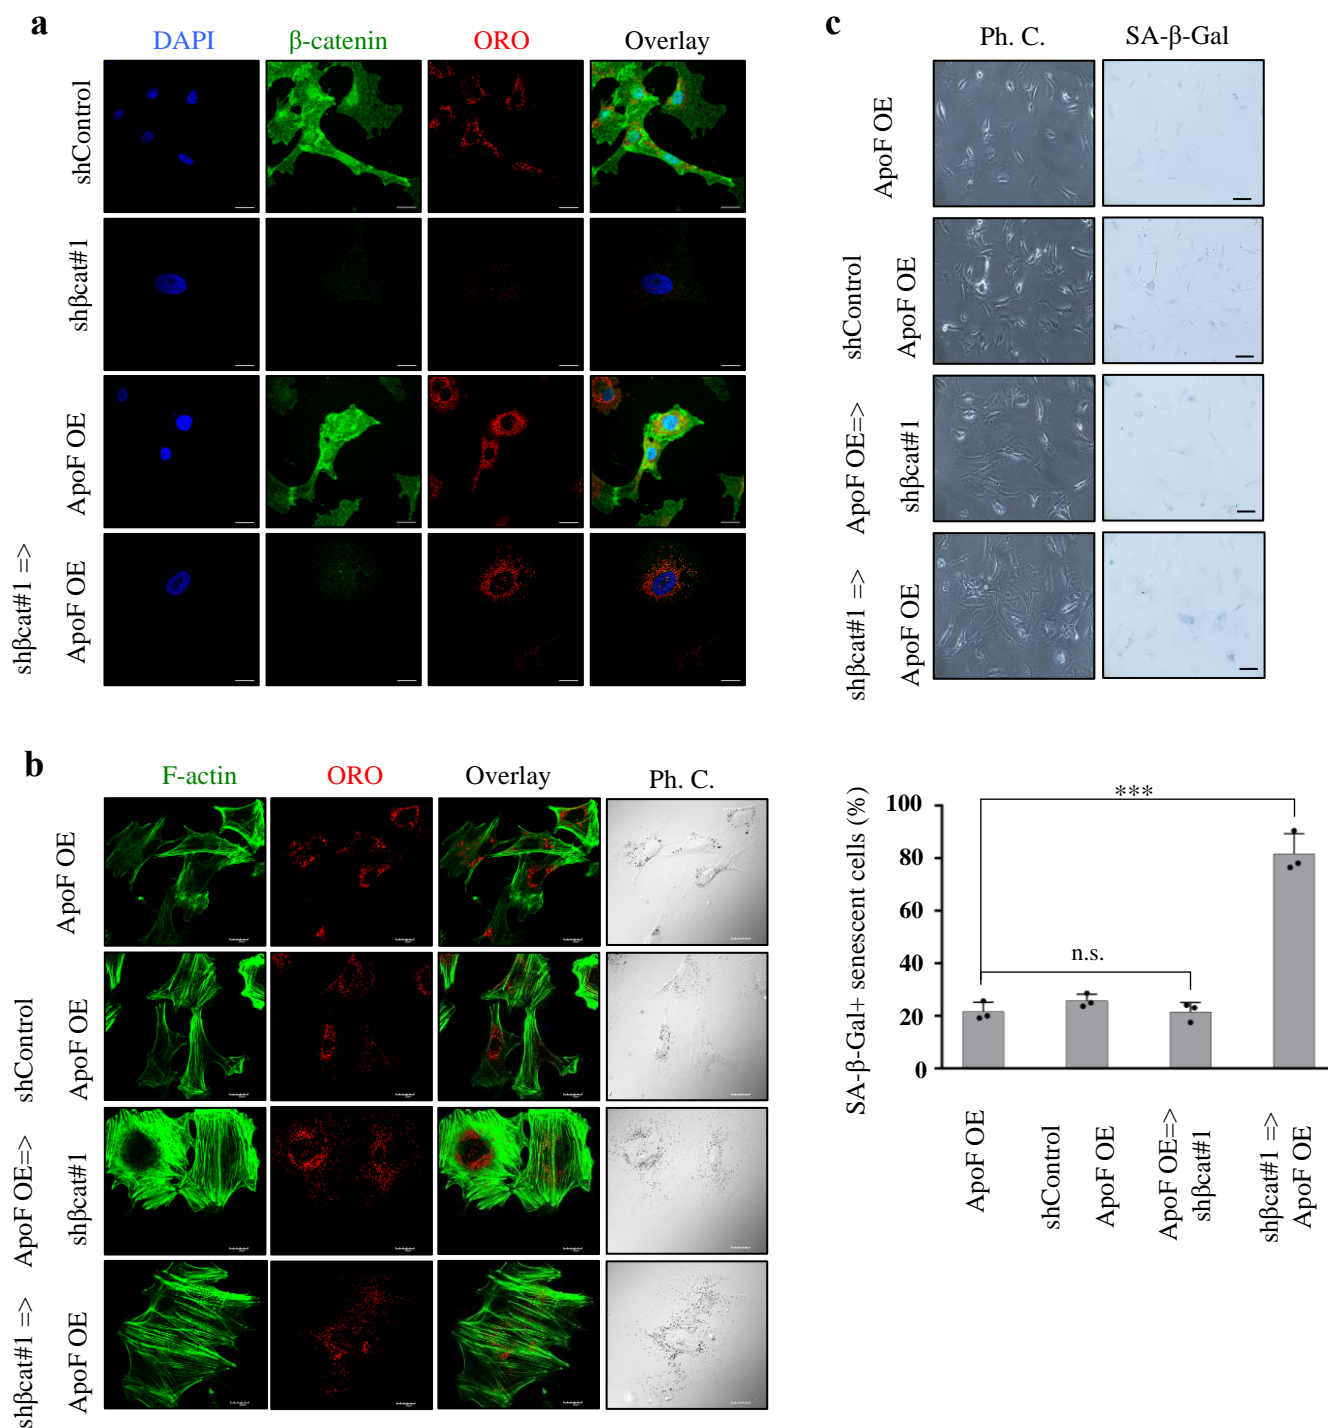 a
DAPI β-catenin ORO Overlay
shControl
shβcat#1
ApoF OE
shβcat#1 =>
ApoF OE
b
F-actin ORO Overlay Ph. C.
ApoF OE
shControl
ApoF OE
ApoF OE=>
shβcat#1
shβcat#1 =>
ApoF OE
c
Ph. C. SA-β-Gal
ApoF OE
shControl
ApoF OE
ApoF OE=>
shβcat#1
shβcat#1 =>
ApoF OE
SA-β-Gal+ senescent cells (%)
100
80
60
40
20
0
***
n.s.
ApoF OE
shControl
ApoF OE
ApoF OE=>
shβcat#1
shβcat#1 =>
ApoF OE